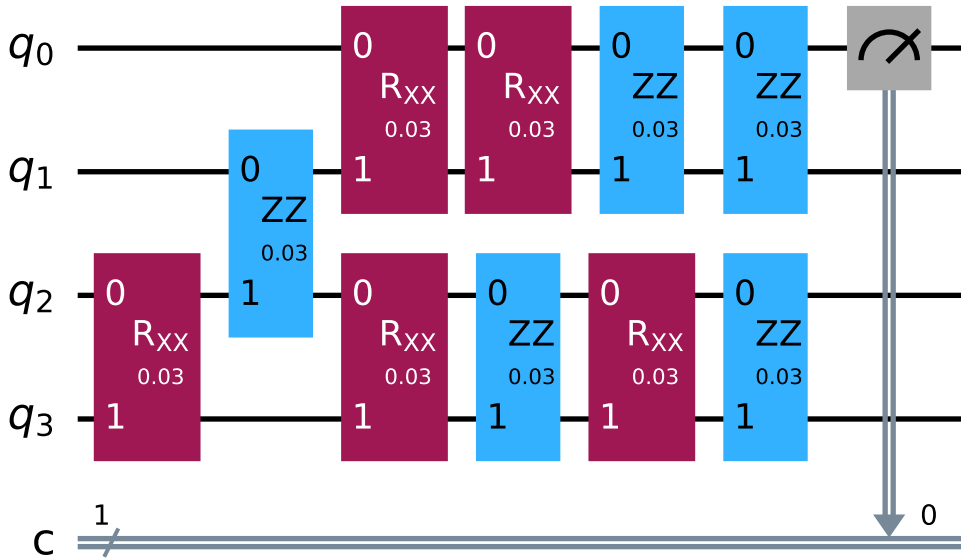 q0
0 0 0 0
RXX RXX ZZ ZZ
0.03 0.03 0.03 0.03
q1
0 1 1 1 1
ZZ
0.03
q2
0 1 0 0 0 0
RXX RXX ZZ RXX ZZ
0.03 0.03 0.03 0.03 0.03
q3
1 1 1 1 1
1 0
c